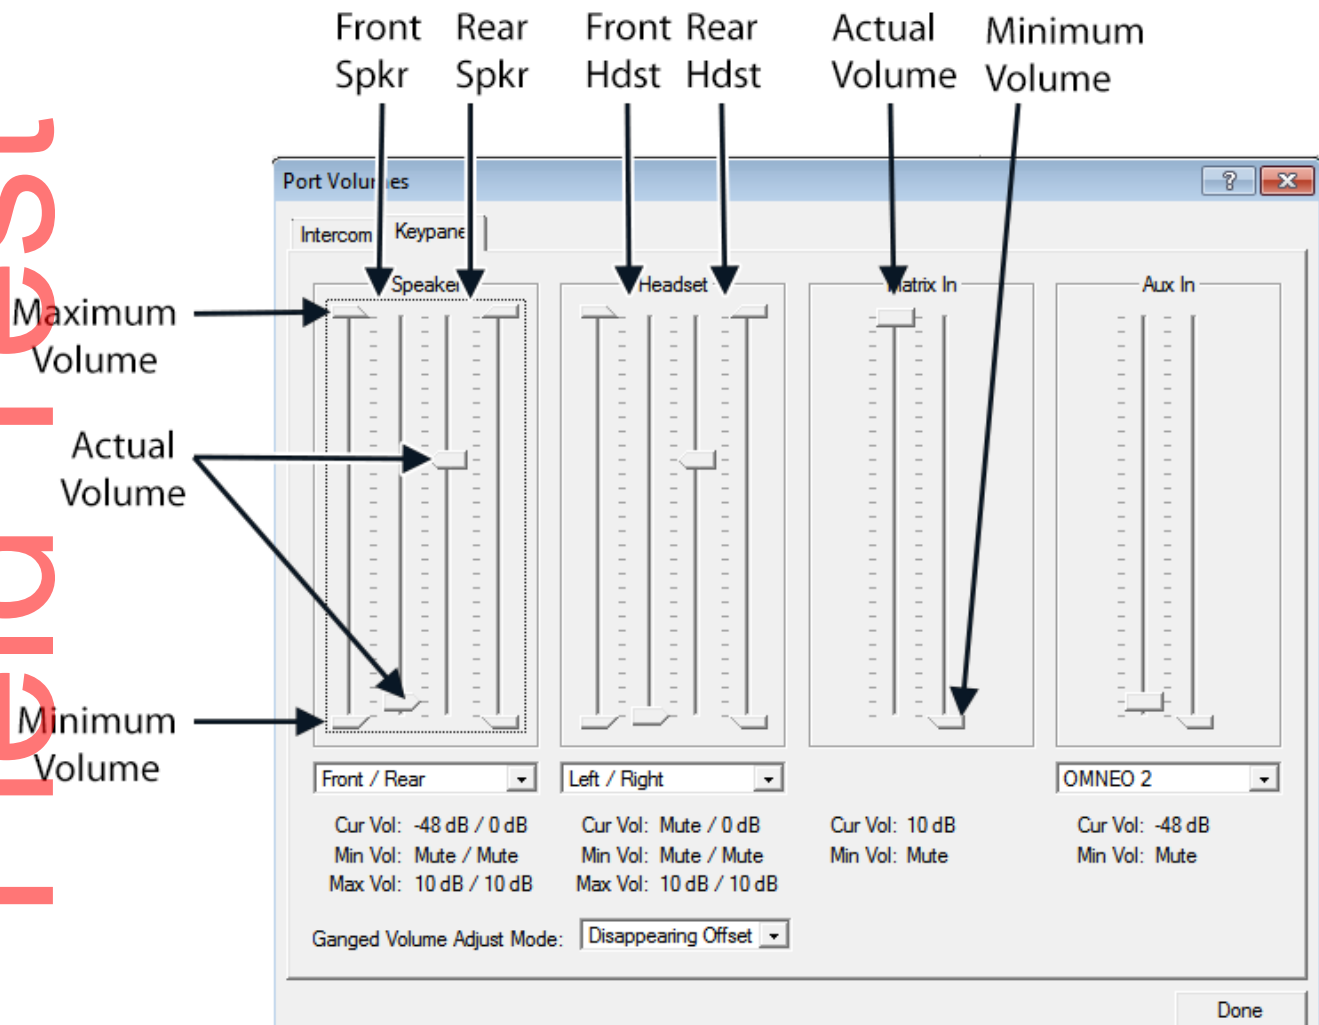 Front Rear Front Rear Actual Minimum
Spkr Spkr Hdst Hdst Volume Volume
Port Volumes
Intercom Keypane
Speaker Headset Matrix In Aux In
Maximum
Volume
Actual
Volume
Minimum
Volume
Front / Rear Left / Right OMNEO 2
Cur Vol: -48 dB / 0 dB Cur Vol: Mute / 0 dB Cur Vol: 10 dB Cur Vol: -48 dB
Min Vol: Mute / Mute Min Vol: Mute / Mute Min Vol: Mute Min Vol: Mute
Max Vol: 10 dB / 10 dB Max Vol: 10 dB / 10 dB
Ganged Volume Adjust Mode: Disappearing Offset
Done